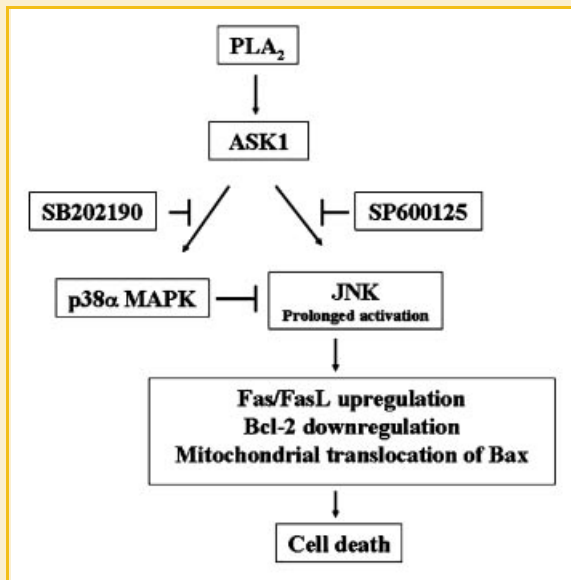 PLA₂
ASK1
SB202190
SP600125
p38α MAPK
JNK
Prolonged activation
Fas/FasL upregulation
Bcl-2 downregulation
Mitochondrial translocation of Bax
Cell death